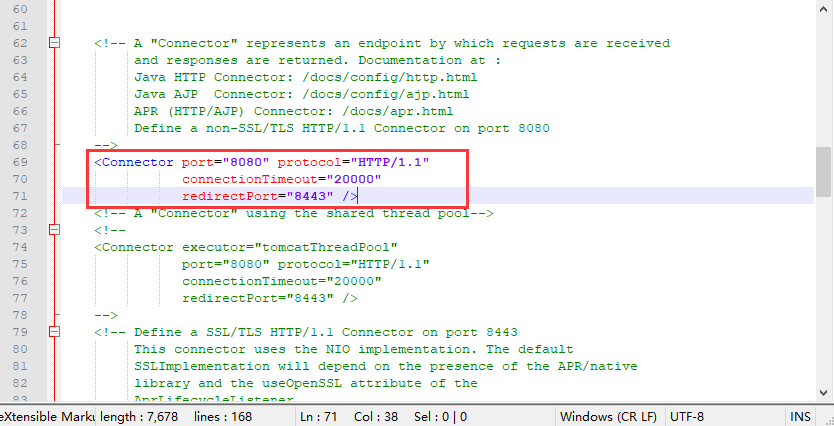 60
61
62 <!-- A "Connector" represents an endpoint by which requests are received
63 and responses are returned. Documentation at :
64 Java HTTP Connector: /docs/config/http.html
65 Java AJP  Connector: /docs/config/ajp.html
66 APR (HTTP/AJP) Connector: /docs/apr.html
67 Define a non-SSL/TLS HTTP/1.1 Connector on port 8080
68 -->
69 <Connector port="8080" protocol="HTTP/1.1"
70 connectionTimeout="20000"
71 redirectPort="8443" />
72 <!-- A "Connector" using the shared thread pool-->
73 <!--
74 <Connector executor="tomcatThreadPool"
75 port="8080" protocol="HTTP/1.1"
76 connectionTimeout="20000"
77 redirectPort="8443" />
78 -->
79 <!-- Define a SSL/TLS HTTP/1.1 Connector on port 8443
80 This connector uses the NIO implementation. The default
81 SSLImplementation will depend on the presence of the APR/native
82 library and the useOpenSSL attribute of the
83 AprLifecycleListener
eXtensible Marku length : 7,678 lines : 168 Ln : 71 Col : 38 Sel : 0 | 0 Windows (CR LF) UTF-8 INS